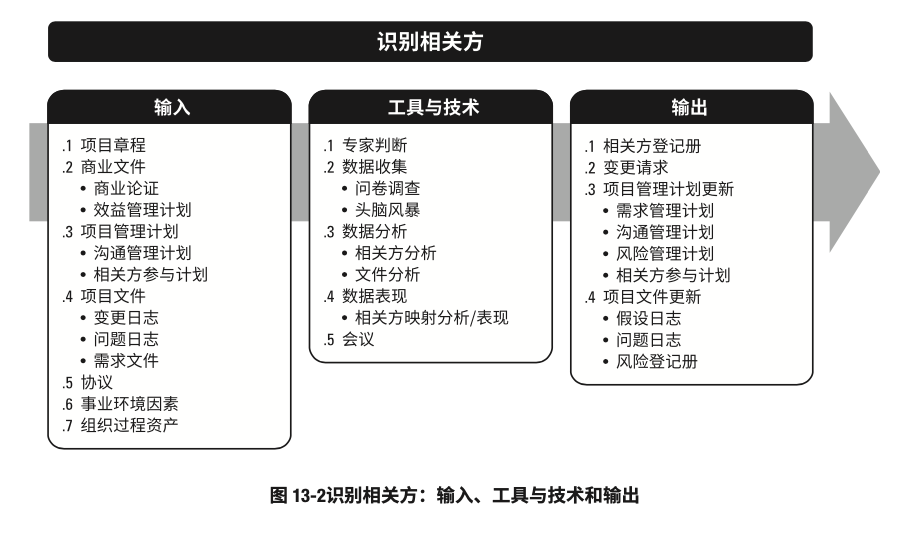 识别相关方
输入
.1 项目章程
.2 商业文件
• 商业论证
• 效益管理计划
.3 项目管理计划
• 沟通管理计划
• 相关方参与计划
.4 项目文件
• 变更日志
• 问题日志
• 需求文件
.5 协议
.6 事业环境因素
.7 组织过程资产
工具与技术
.1 专家判断
.2 数据收集
• 问卷调查
• 头脑风暴
.3 数据分析
• 相关方分析
• 文件分析
.4 数据表现
• 相关方映射分析/表现
.5 会议
输出
.1 相关方登记册
.2 变更请求
.3 项目管理计划更新
• 需求管理计划
• 沟通管理计划
• 风险管理计划
• 相关方参与计划
.4 项目文件更新
• 假设日志
• 问题日志
• 风险登记册
图 13-2识别相关方：输入、工具与技术和输出